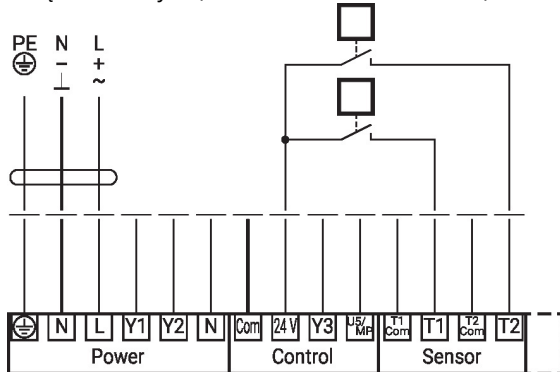 PE N L
- +
⊥ ~
N L Y1 Y2 N Com 24 V Y3 U5/MP T1 Com T1 T2 Com T2
Power Control Sensor